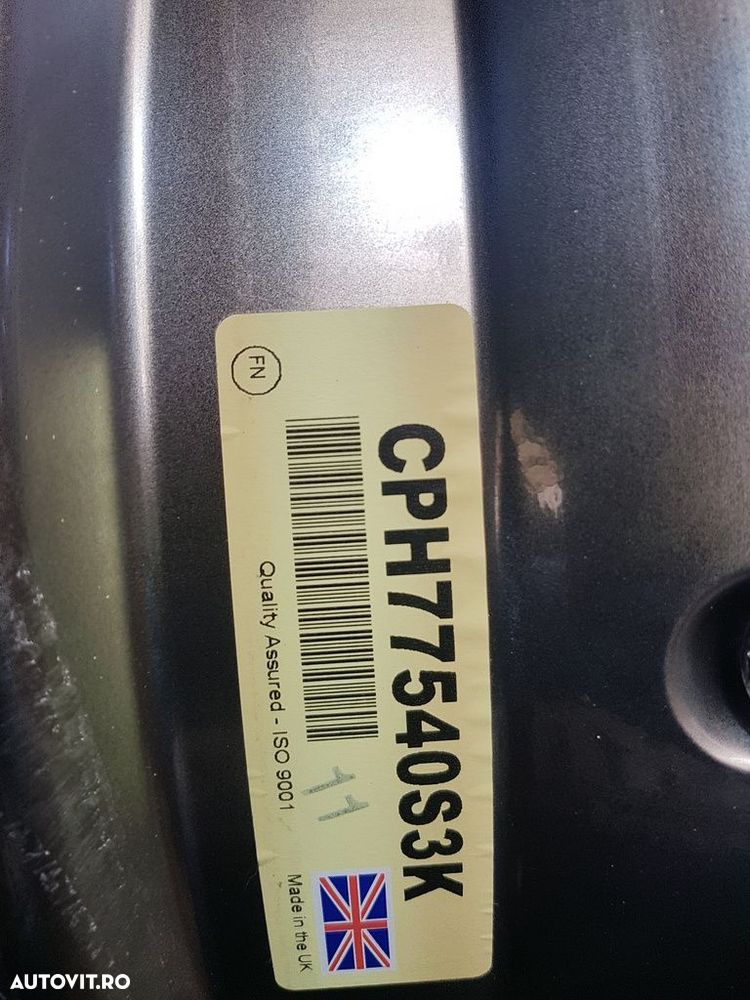 FN
CPH77540S3K
Quality Assured - ISO 9001
11
Made in the UK
AUTOVIT.RO